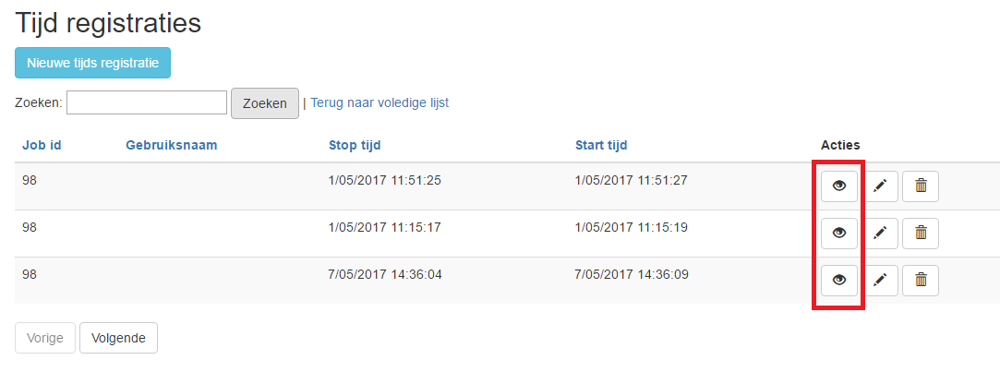 Tijd registraties
Nieuwe tijds registratie
Zoeken: Zoeken | Terug naar voledige lijst
Job id Gebruiksnaam Stop tijd Start tijd Acties
98 1/05/2017 11:51:25 1/05/2017 11:51:27
98 1/05/2017 11:15:17 1/05/2017 11:15:19
98 7/05/2017 14:36:04 7/05/2017 14:36:09
Vorige Volgende